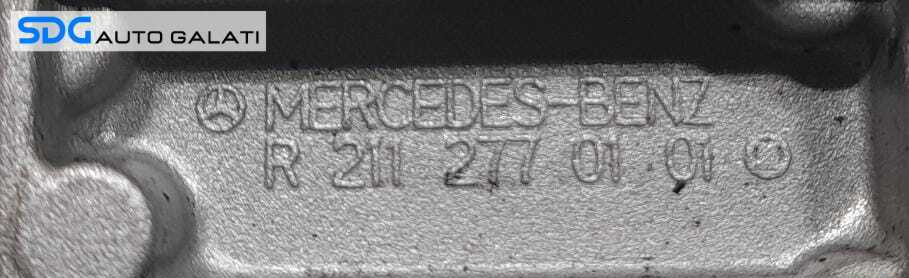 SDG AUTO GALATI
MERCEDES-BENZ
R 211 277 01 01